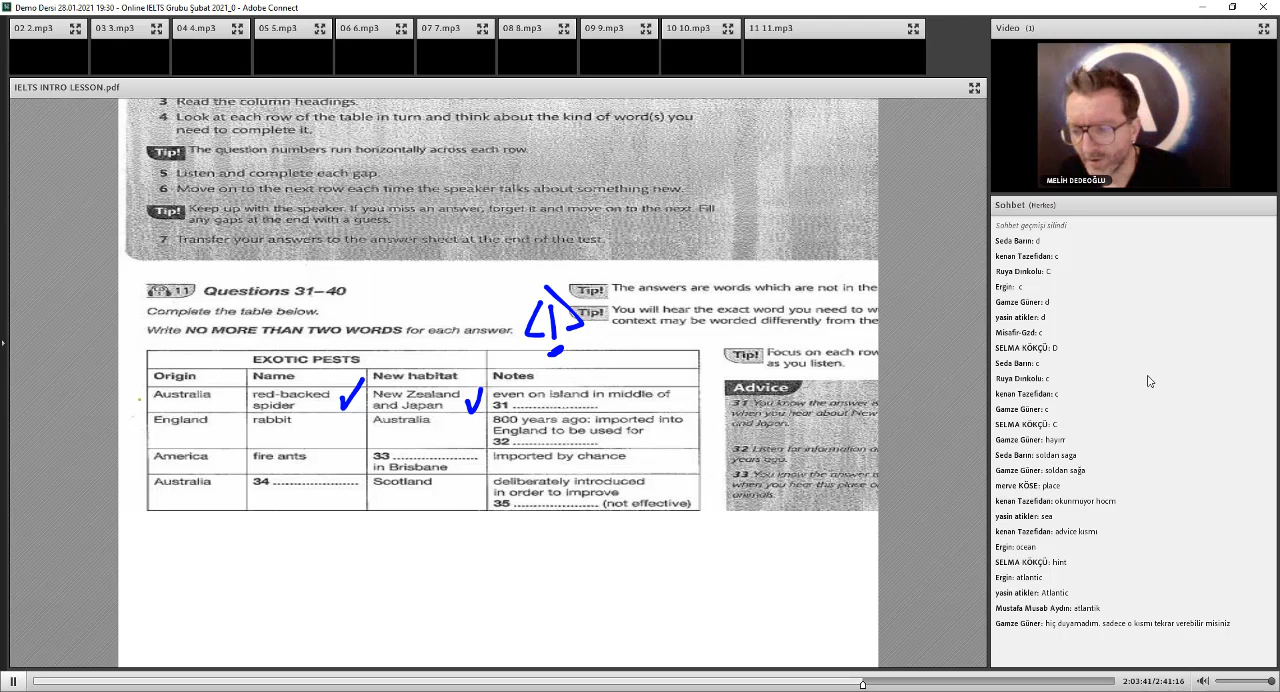 Demo Dersi 28.01.2021 19:30 - Online IELTS Grubu Şubat 2021_0 - Adobe Connect
02 2.mp3
03 3.mp3
04 4.mp3
05 5.mp3
06 6.mp3
07 7.mp3
08 8.mp3
09 9.mp3
10 10.mp3
11 11.mp3
IELTS INTRO LESSON.pdf
3 Read the column headings.
4 Look at each row of the table in turn and think about the kind of word(s) you
need to complete it.
Tip! The question numbers run horizontally across each row.
5 Listen and complete each gap.
6 Move on to the next row each time the speaker talks about something new.
Tip! Keep up with the speaker. If you miss an answer, forget it and move on to the next. Fill
any gaps at the end with a guess.
7 Transfer your answers to the answer sheet at the end of the test.
11 Questions 31–40
Complete the table below.
Write NO MORE THAN TWO WORDS for each answer.
Tip! The answers are words which are not in the
Tip! You will hear the exact word you need to w
context may be worded differently from the
EXOTIC PESTS
Origin Name New habitat Notes
Australia red-backed New Zealand even on island in middle of
spider and Japan 31 ....................
England rabbit Australia 800 years ago: imported into
England to be used for
32 ....................
America fire ants 33 .................... imported by chance
in Brisbane
Australia 34 .................... Scotland deliberately introduced
in order to improve
35 .................... (not effective)
Tip! Focus on each row
as you listen.
Advice
31 You know the answer
when you hear about New
and Japan.
32 Listen for information a
years ago.
33 You know the answer
when you hear this place
animals.
Video (1)
MELİH DEDEOĞLU
Sohbet (Herkes)
Sohbet geçmişi silindi
Seda Barın: d
kenan Tazefidan: c
Ruya Dınkolu: C
Ergin: c
Gamze Güner: d
yasin atikler: d
Misafir-Gzd: c
SELMA KÖKÇÜ: D
Seda Barın: c
Ruya Dınkolu: c
kenan Tazefidan: c
Gamze Güner: c
SELMA KÖKÇÜ: C
Gamze Güner: hayırr
Seda Barın: soldan saga
Gamze Güner: soldan sağa
merve KÖSE: place
kenan Tazefidan: okunmuyor hocm
yasin atikler: sea
kenan Tazefidan: advice kısmı
Ergin: ocean
SELMA KÖKÇÜ: hint
Ergin: atlantic
yasin atikler: Atlantic
Mustafa Musab Aydın: atlantik
Gamze Güner: hiç duyamadım. sadece o kısmı tekrar verebilir misiniz
2:03:41/2:41:16